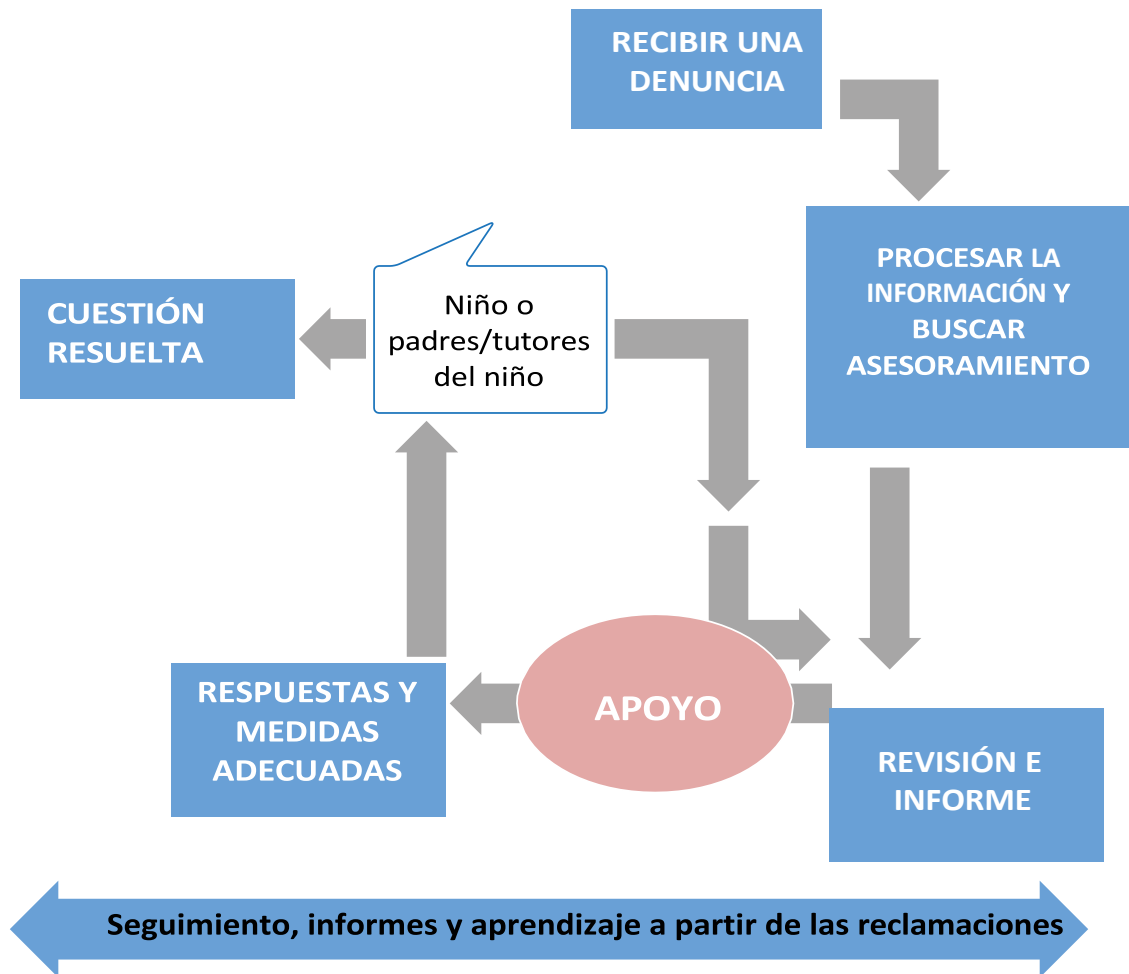 RECIBIR UNA
DENUNCIA
PROCESAR LA
INFORMACIÓN Y
BUSCAR
ASESORAMIENTO
CUESTIÓN
RESUELTA
Niño o
padres/tutores
del niño
RESPUESTAS Y
MEDIDAS
ADECUADAS
APOYO
REVISIÓN E
INFORME
Seguimiento, informes y aprendizaje a partir de las reclamaciones